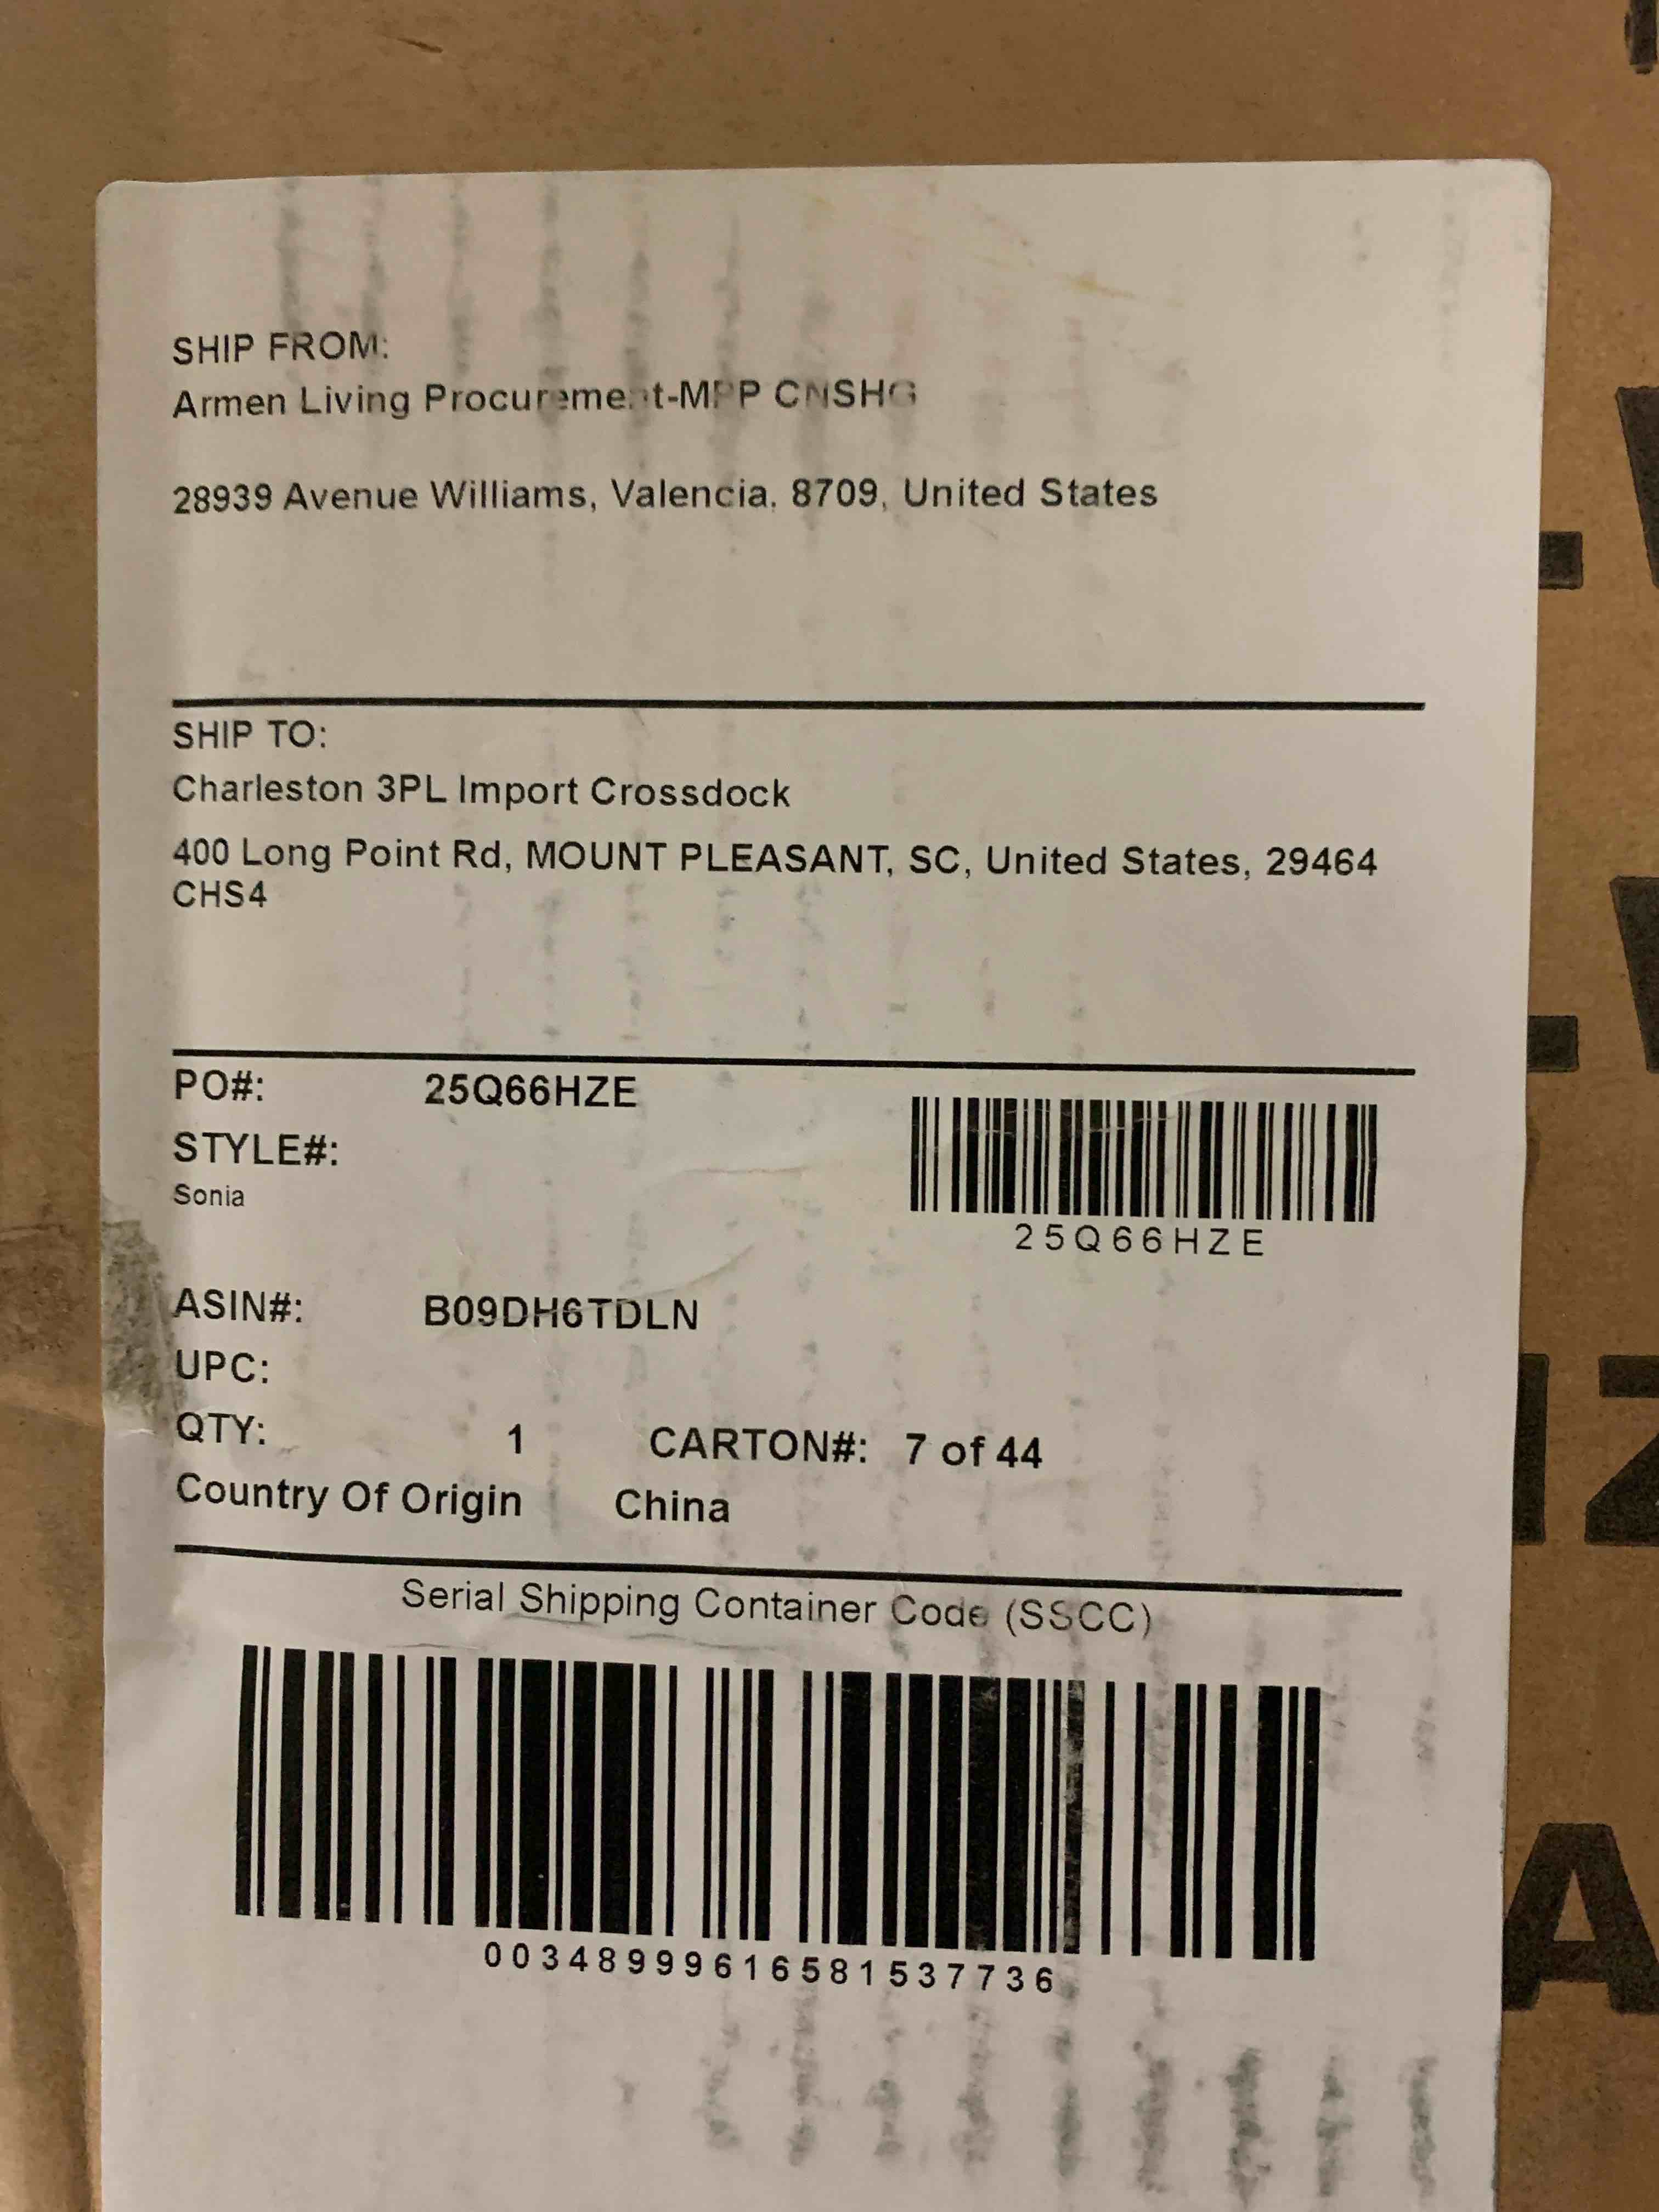 SHIP FROM:
Armen Living Procurement-MPP CNSHG
28939 Avenue Williams, Valencia, 8709, United States
SHIP TO:
Charleston 3PL Import Crossdock
400 Long Point Rd, MOUNT PLEASANT, SC, United States, 29464
CHS4
PO#: 25Q66HZE
STYLE#:
Sonia
25Q66HZE
ASIN#: B09DH6TDLN
UPC:
QTY: 1 CARTON#: 7 of 44
Country Of Origin China
Serial Shipping Container Code (SSCC)
00348999616581537736